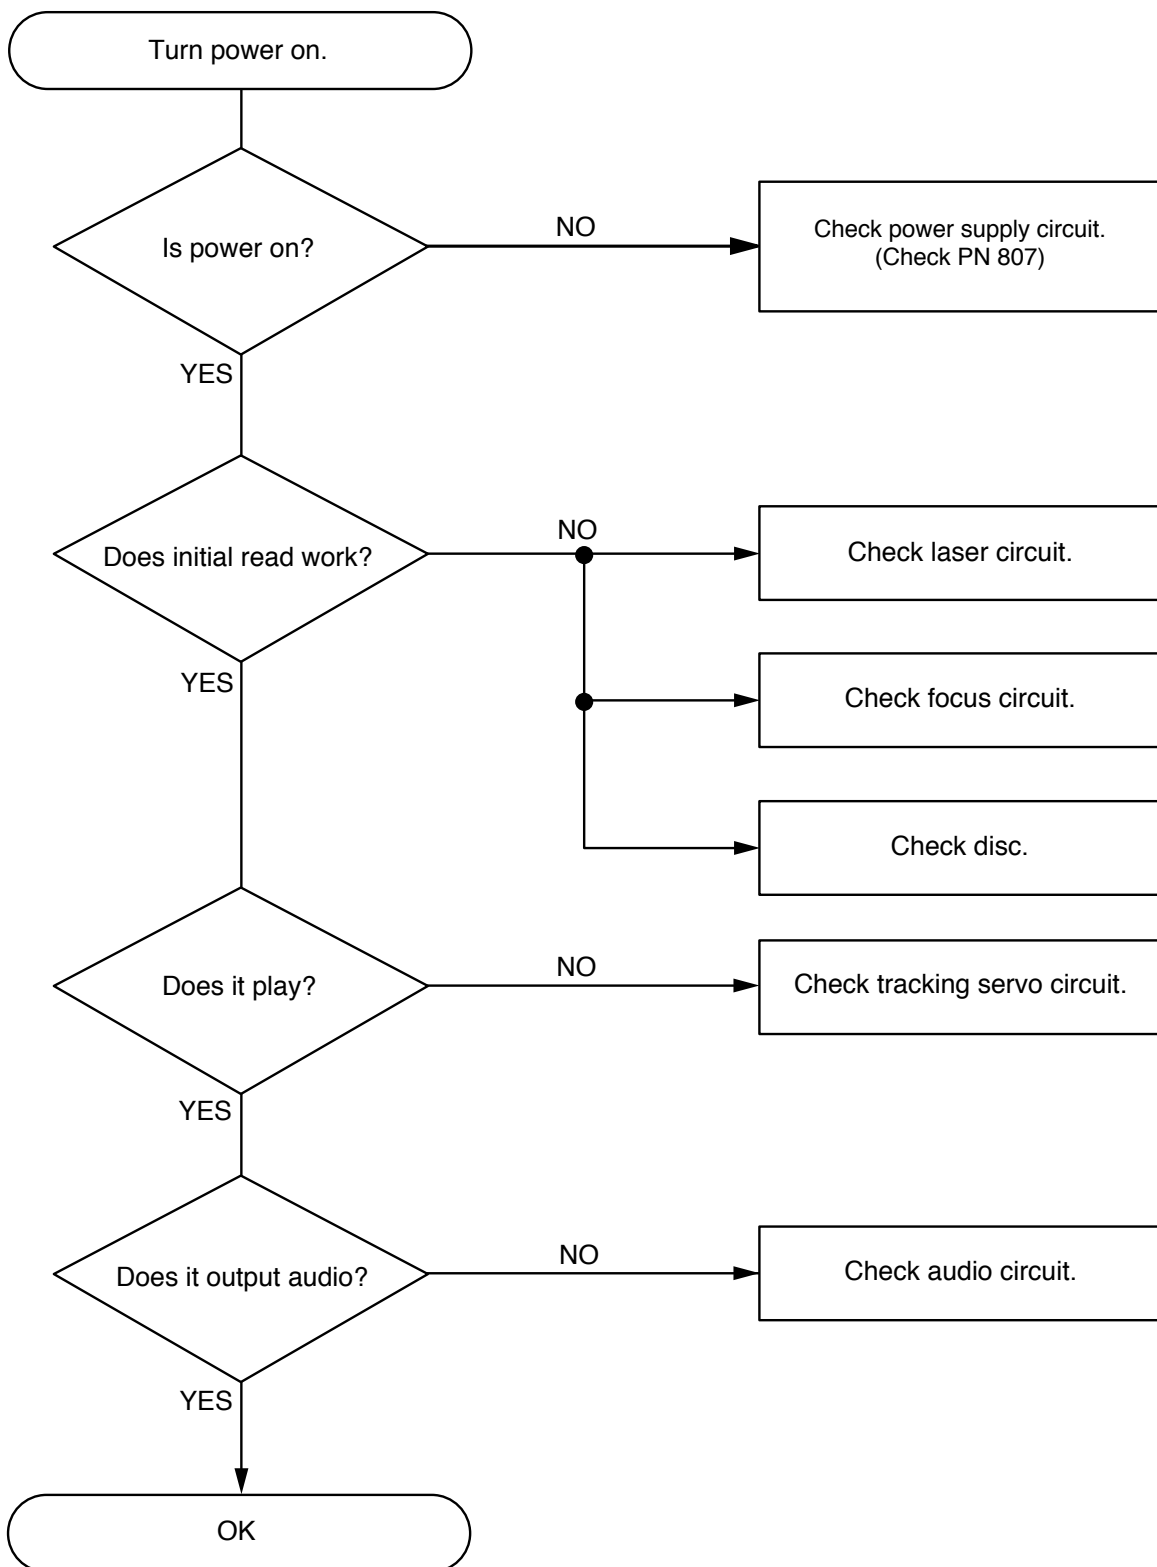 Turn power on.
Is power on?
NO
Check power supply circuit.
(Check PN 807)
YES
Does initial read work?
NO
Check laser circuit.
Check focus circuit.
Check disc.
YES
Does it play?
NO
Check tracking servo circuit.
YES
Does it output audio?
NO
Check audio circuit.
YES
OK